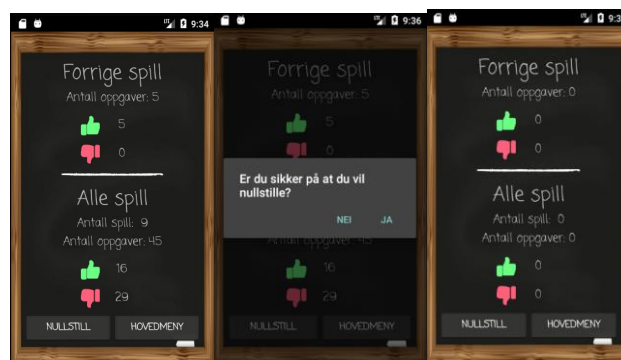 9:34
Forrige spill
Antall oppgaver: 5
5
0
Alle spill
Antall spill: 9
Antall oppgaver: 45
16
29
NULLSTILL HOVEDMENY
9:36
Forrige spill
Antall oppgaver: 5
5
Er du sikker på at du vil
nullstille?
NEI JA
Antall oppgaver: 45
16
29
NULLSTILL HOVEDMENY
Forrige spill
Antall oppgaver: 0
0
0
Alle spill
Antall spill: 0
Antall oppgaver: 0
0
0
NULLSTILL HOVEDMENY